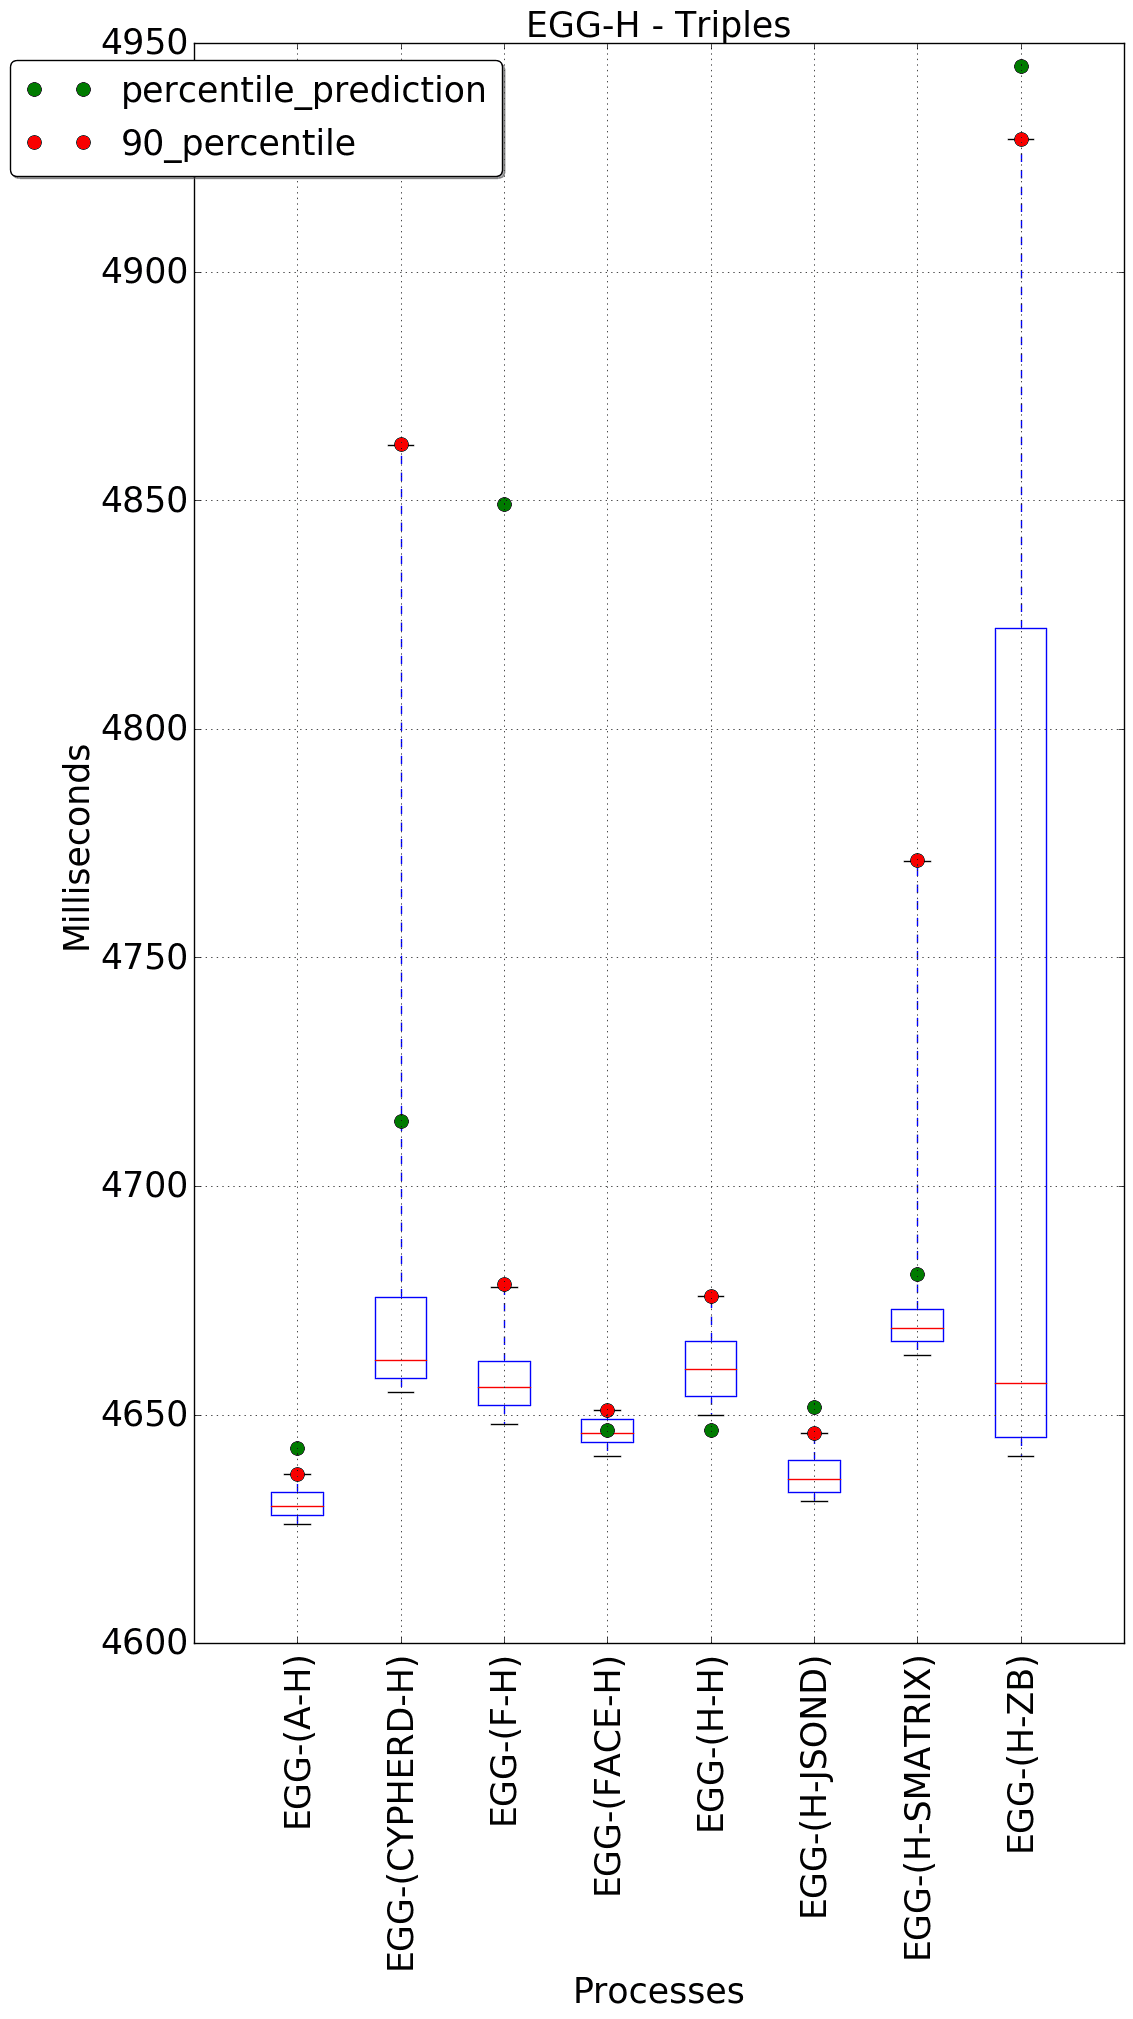 EGG-H - Triples
percentile_prediction
90_percentile
4950
4900
4850
4800
4750
4700
4650
4600
Milliseconds
EGG-(A-H)
EGG-(CYPHERD-H)
EGG-(F-H)
EGG-(FACE-H)
EGG-(H-H)
EGG-(H-JSOND)
EGG-(H-SMATRIX)
EGG-(H-ZB)
Processes